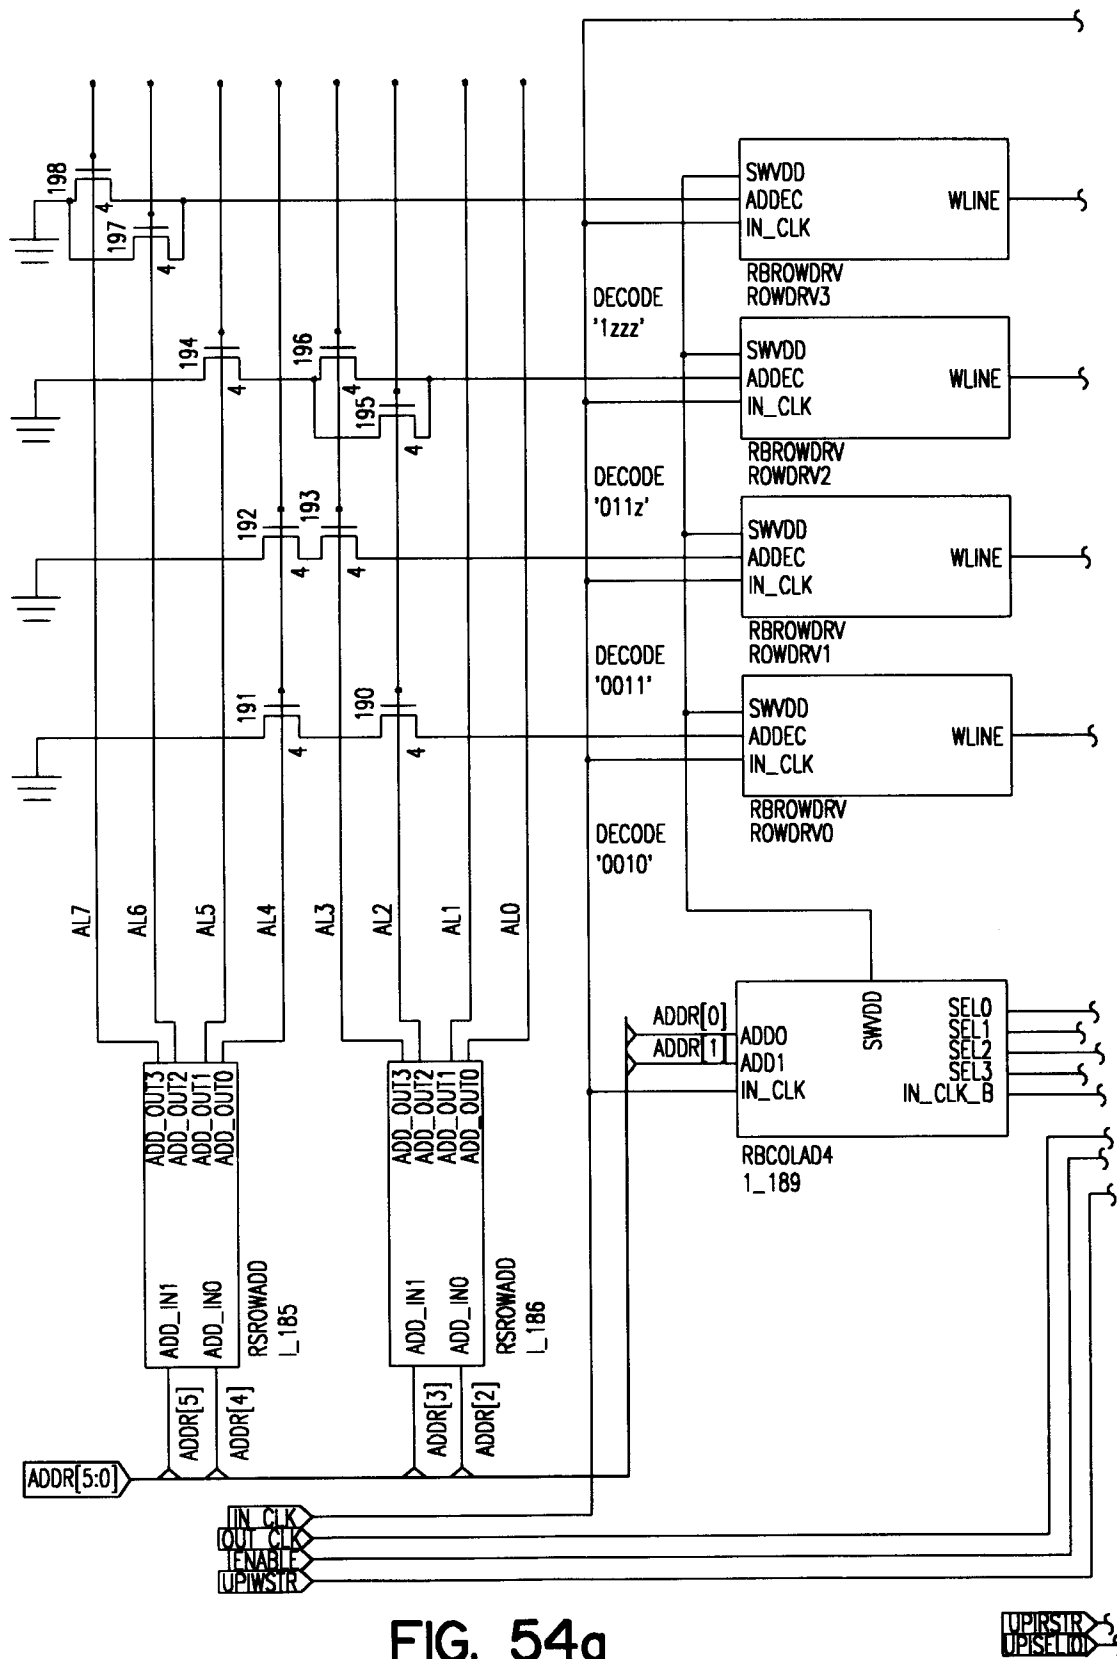 198
4
197
4
SWVDD
ADDEC
IN_CLK
WLINE
RBROWDRV
ROWDRV3
DECODE
'1zzz'
194
4
196
4
195
4
SWVDD
ADDEC
IN_CLK
WLINE
RBROWDRV
ROWDRV2
DECODE
'011z'
192
4
193
4
SWVDD
ADDEC
IN_CLK
WLINE
RBROWDRV
ROWDRV1
DECODE
'0011'
191
4
190
4
SWVDD
ADDEC
IN_CLK
WLINE
RBROWDRV
ROWDRV0
DECODE
'0010'
AL7
AL6
AL5
AL4
AL3
AL2
AL1
AL0
ADDR[0]
ADDR[1]
ADD0
ADD1
IN_CLK
SWVDD
SEL0
SEL1
SEL2
SEL3
IN_CLK_B
RBCOLAD4
1_189
ADD_OUT3
ADD_OUT2
ADD_OUT1
ADD_OUT0
ADD_IN1
ADD_IN0
RSROWADD
I_185
ADD_OUT3
ADD_OUT2
ADD_OUT1
ADD_OUT0
ADD_IN1
ADD_IN0
RSROWADD
I_186
ADDR[5]
ADDR[4]
ADDR[3]
ADDR[2]
ADDR[5:0]
IN_CLK
OUT_CLK
ENABLE
UPIWSTR
UPIRSTR
UPISEL[0]
FIG. 54a